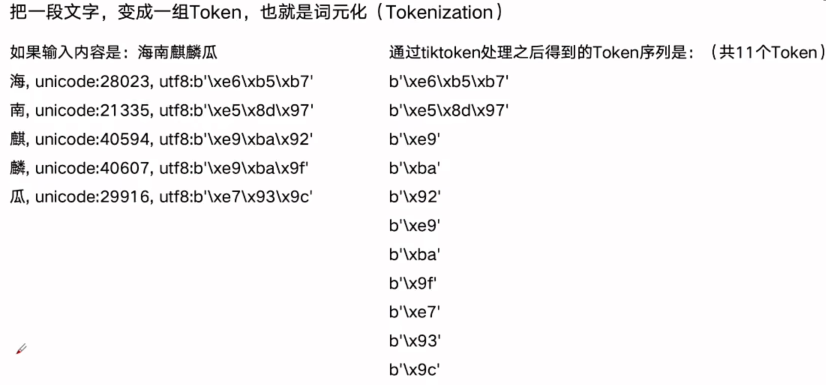 把一段文字，变成一组Token，也就是词元化（Tokenization）
如果输入内容是：海南麒麟瓜
海, unicode:28023, utf8:b'\xe6\xb5\xb7'
南, unicode:21335, utf8:b'\xe5\x8d\x97'
麒, unicode:40594, utf8:b'\xe9\xba\x92'
麟, unicode:40607, utf8:b'\xe9\xba\x9f'
瓜, unicode:29916, utf8:b'\xe7\x93\x9c'
通过tiktoken处理之后得到的Token序列是：（共11个Token）
b'\xe6\xb5\xb7'
b'\xe5\x8d\x97'
b'\xe9'
b'\xba'
b'\x92'
b'\xe9'
b'\xba'
b'\x9f'
b'\xe7'
b'\x93'
b'\x9c'